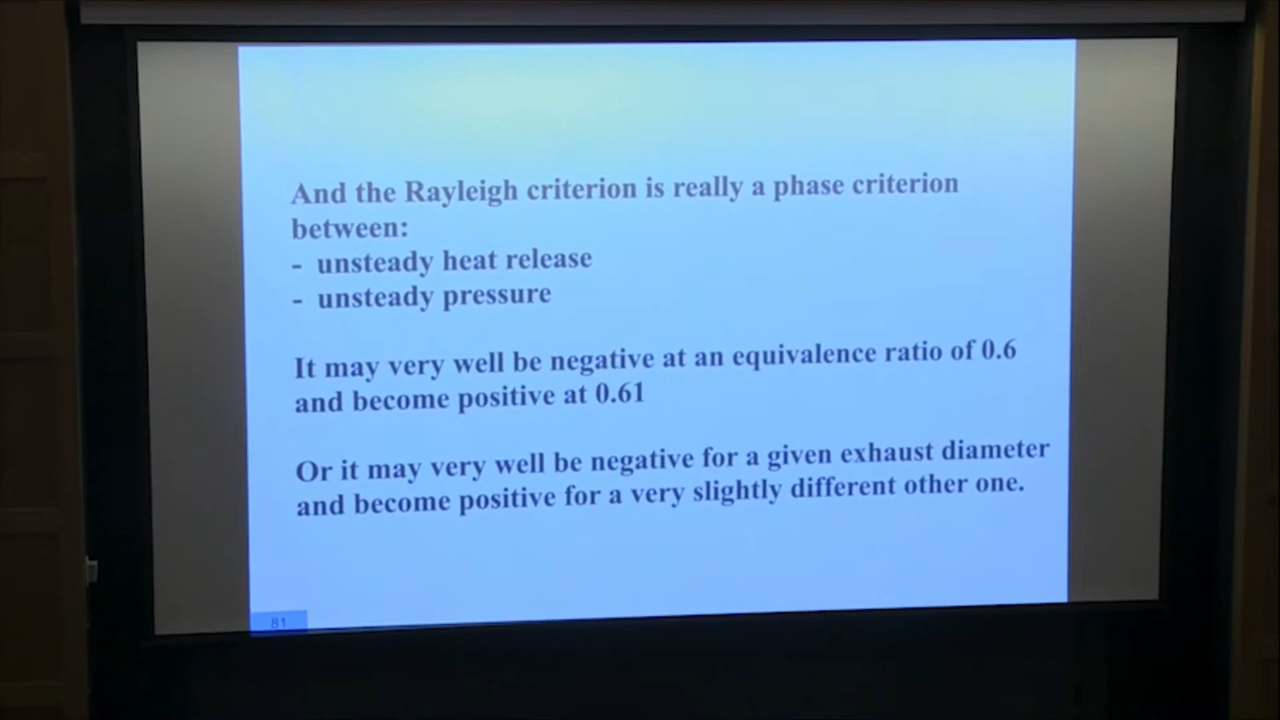 And the Rayleigh criterion is really a phase criterion
between:
- unsteady heat release
- unsteady pressure
It may very well be negative at an equivalence ratio of 0.6
and become positive at 0.61
Or it may very well be negative for a given exhaust diameter
and become positive for a very slightly different other one.
81